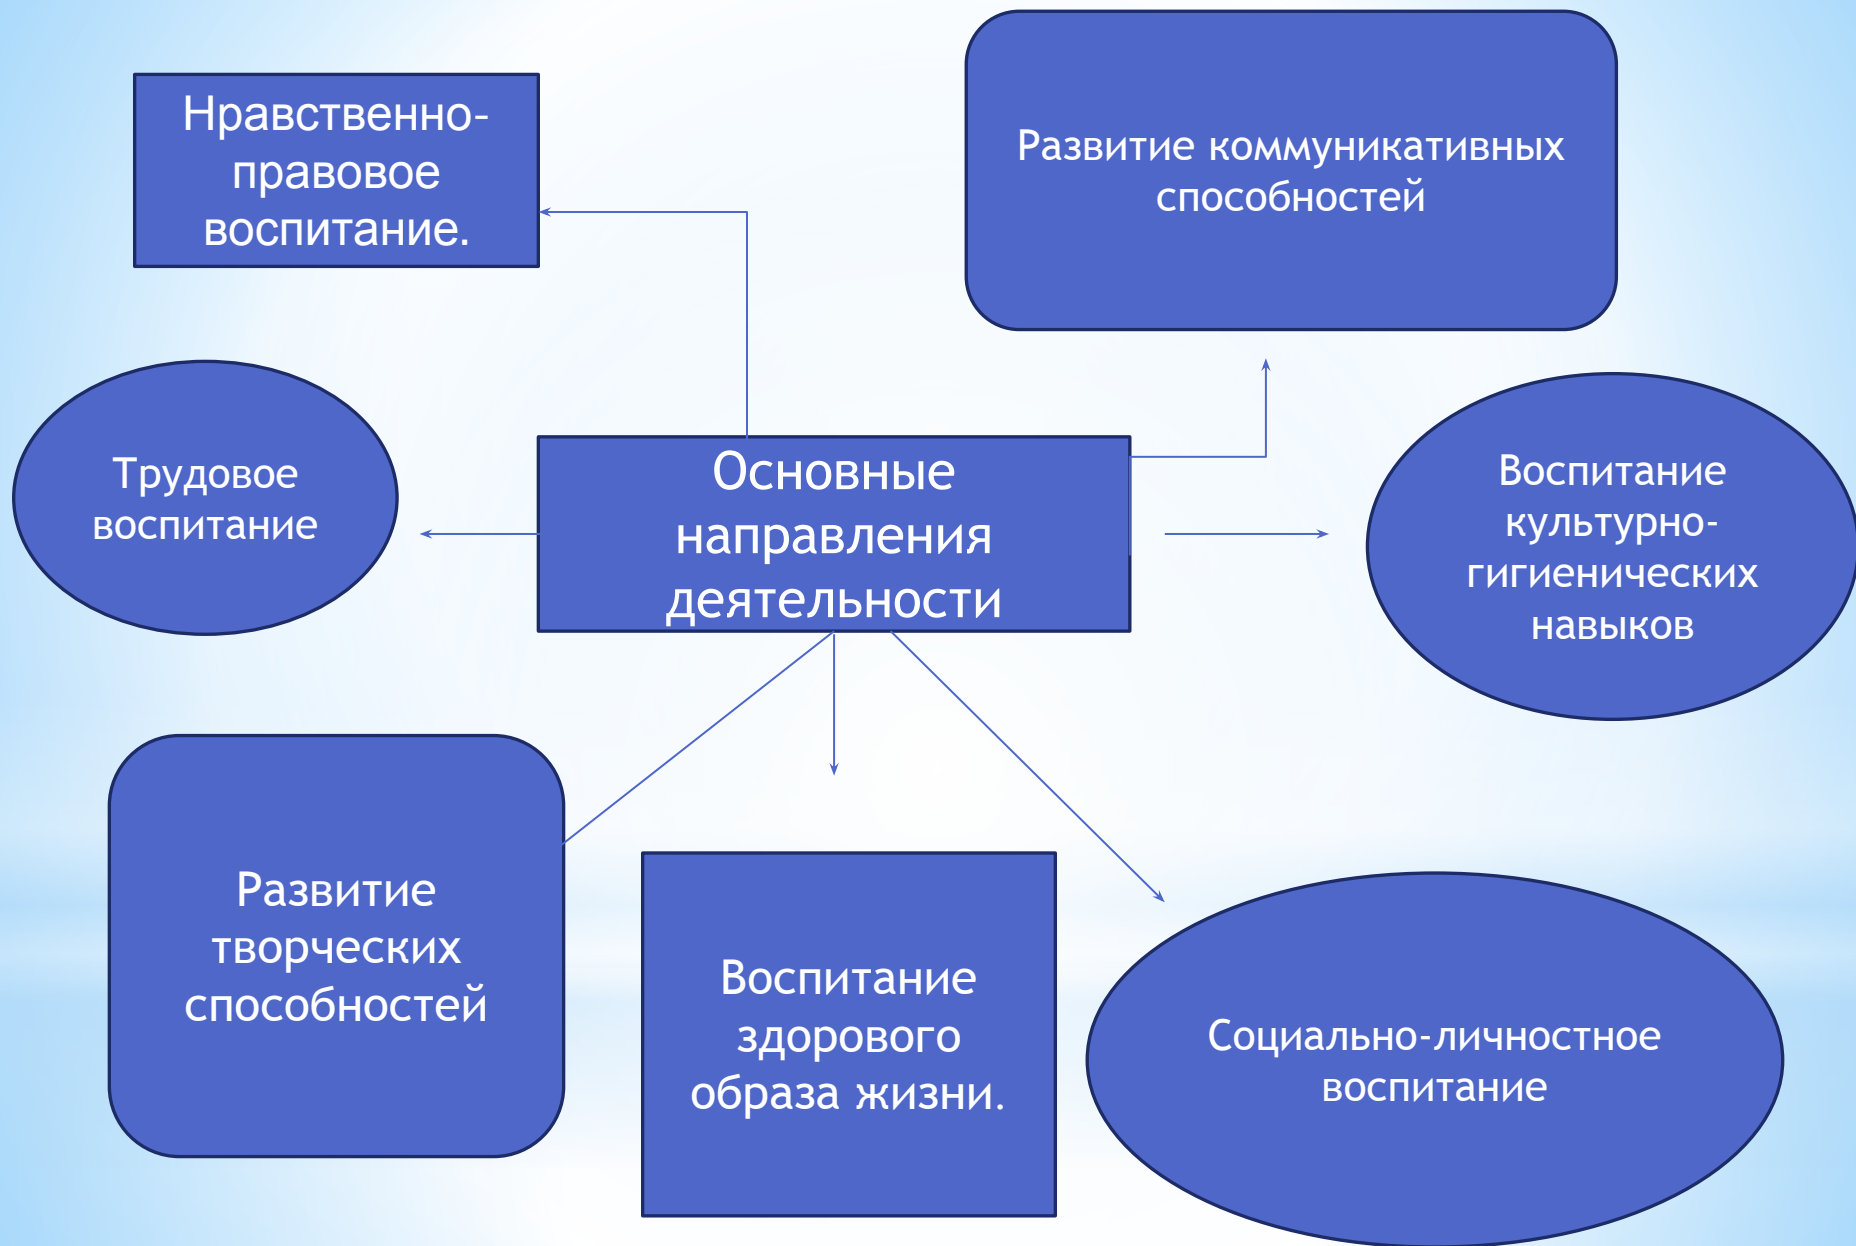 Нравственно-
правовое
воспитание.
Развитие коммуникативных
способностей
Трудовое
воспитание
Основные
направления
деятельности
Воспитание
культурно-
гигиенических
навыков
Развитие
творческих
способностей
Воспитание
здорового
образа жизни.
Социально-личностное
воспитание